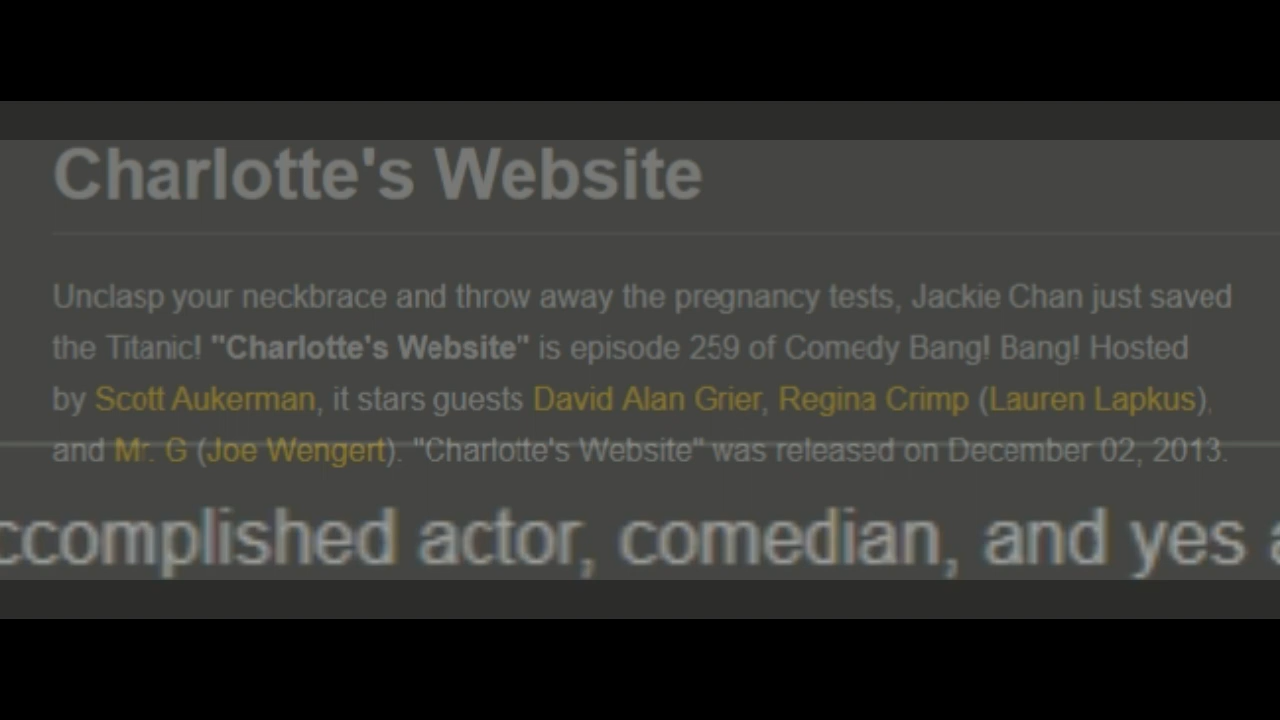 Charlotte's Website
Unclasp your neckbrace and throw away the pregnancy tests, Jackie Chan just saved
the Titanic! "Charlotte's Website" is episode 259 of Comedy Bang! Bang! Hosted
by Scott Aukerman, it stars guests David Alan Grier, Regina Crimp (Lauren Lapkus),
and Mr. G (Joe Wengert). "Charlotte's Website" was released on December 02, 2013.
ccomplished actor, comedian, and yes